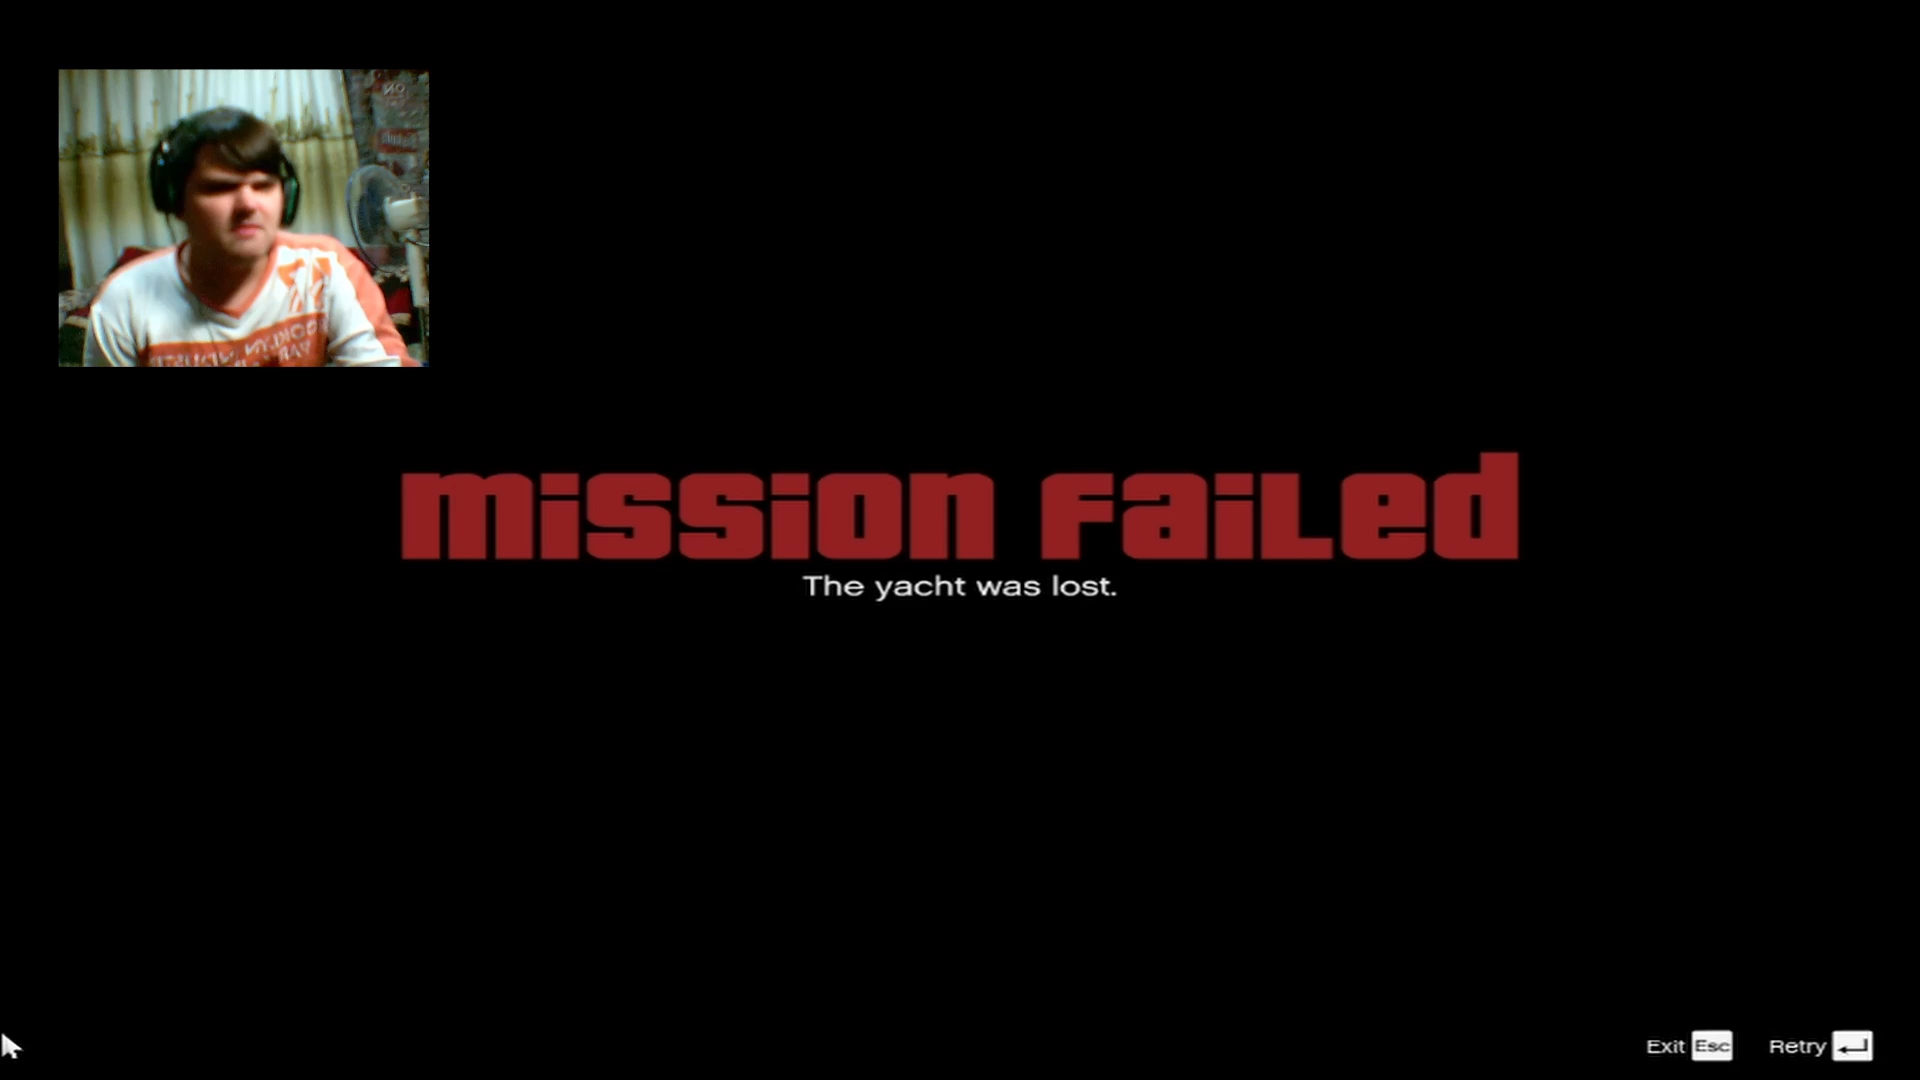 mission failed
The yacht was lost.
Exit Esc Retry